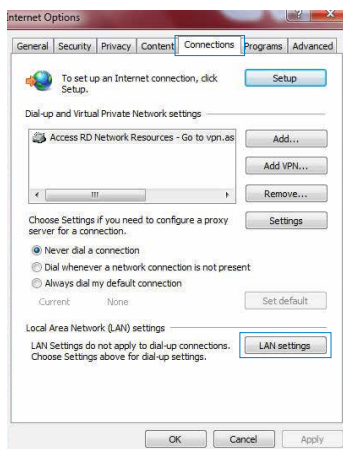 Internet Options
General Security Privacy Content Connections Programs Advanced
To set up an Internet connection, click
Setup.
Setup
Dial-up and Virtual Private Network settings
Access RD Network Resources - Go to vpn.as
Add...
Add VPN...
Remove...
Choose Settings if you need to configure a proxy
server for a connection.
Settings
Never dial a connection
Dial whenever a network connection is not present
Always dial my default connection
Current None
Set default
Local Area Network (LAN) settings
LAN Settings do not apply to dial-up connections.
Choose Settings above for dial-up settings.
LAN settings
OK Cancel Apply